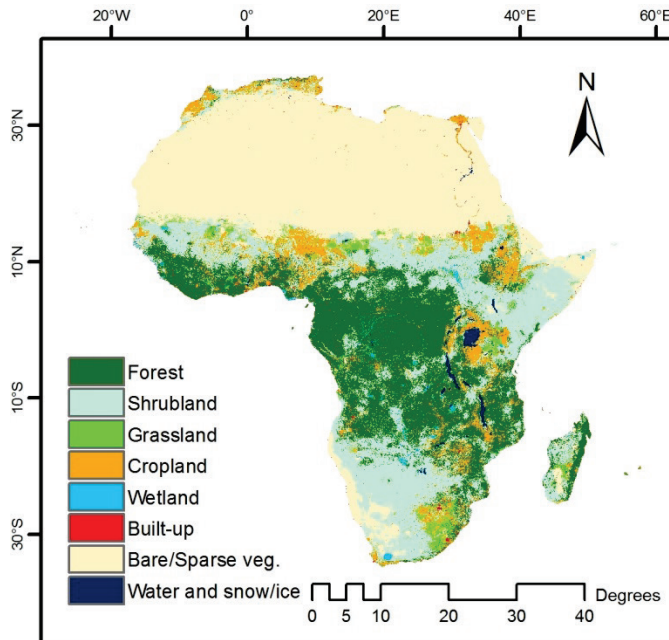 20°W 0° 20°E 40°E 60°E
N
30°N
10°N
10°S
30°S
Forest
Shrubland
Grassland
Cropland
Wetland
Built-up
Bare/Sparse veg.
Water and snow/ice
Degrees
0 5 10 20 30 40